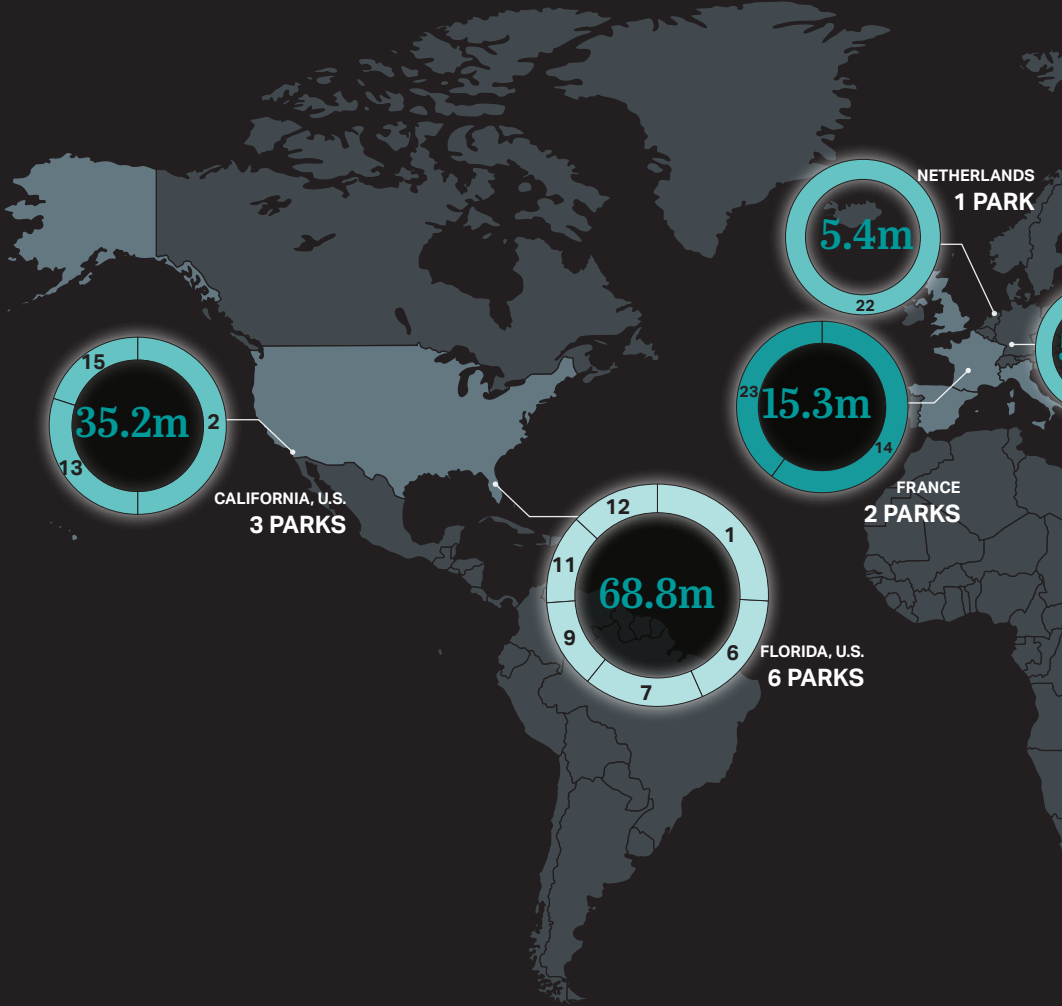 NETHERLANDS
1 PARK
5.4m
22
15
2
35.2m
13
CALIFORNIA, U.S.
3 PARKS
23
15.3m
14
FRANCE
2 PARKS
12
1
11
68.8m
9
6
7
FLORIDA, U.S.
6 PARKS